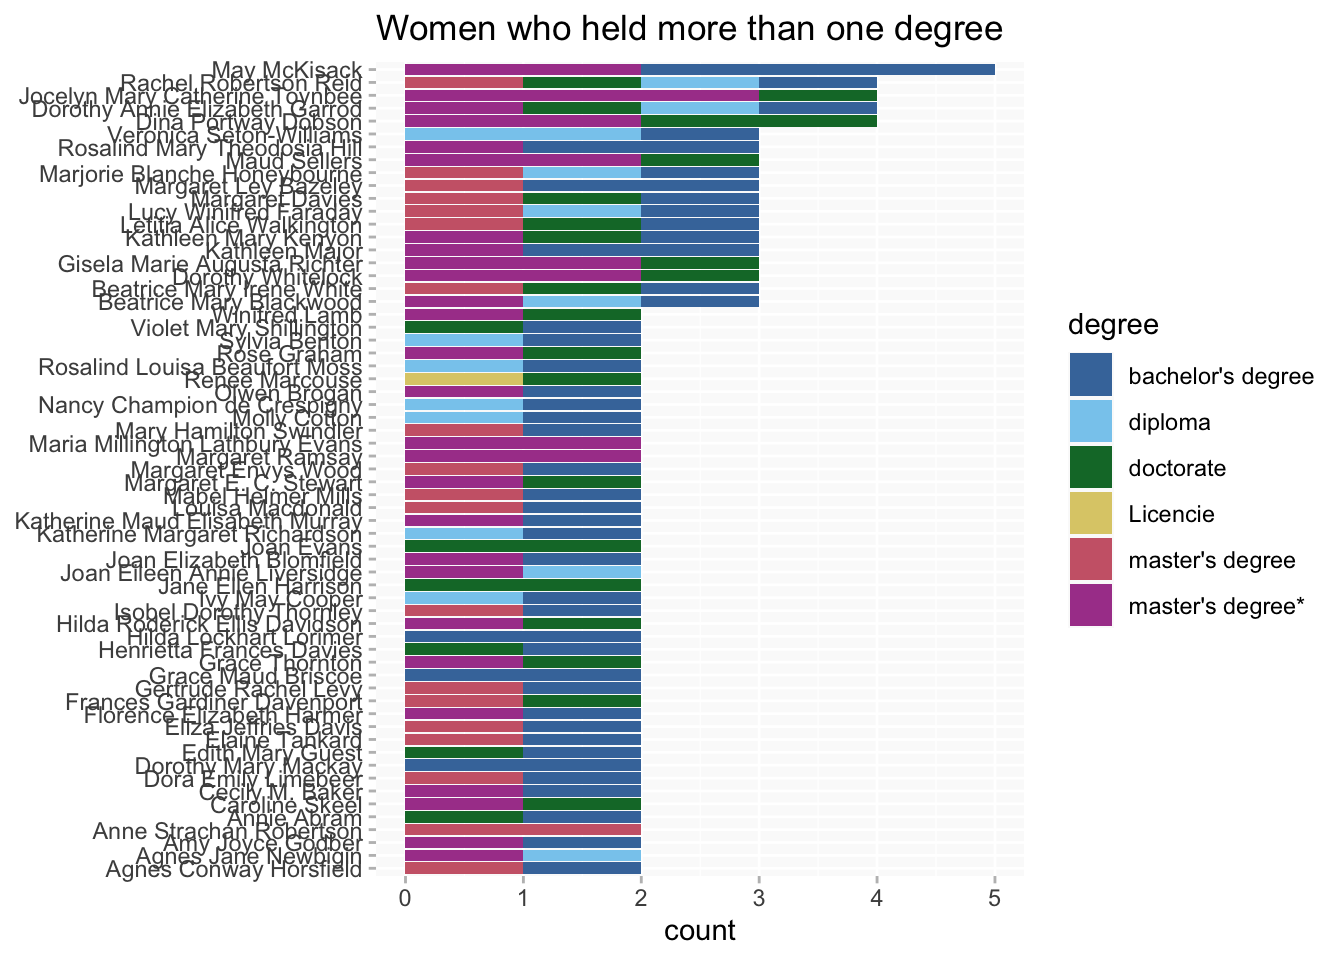 Women who held more than one degree
May McKisack
Rachel Robertson Reid
Jocelyn Mary Catherine Toynbee
Dorothy Annie Elizabeth Garrod
Dina Portway Dobson
Veronica Seton-Williams
Rosalind Mary Theodosia Hill
Maud Sellers
Marjorie Blanche Honeybourne
Margaret Ley Bazeley
Margaret Davies
Lucy Winifred Faraday
Letitia Alice Walkington
Kathleen Mary Kenyon
Kathleen Major
Gisela Marie Augusta Richter
Dorothy Whitelock
Beatrice Mary Irene White
Beatrice Mary Blackwood
Winifred Lamb
Violet Mary Shillington
Sylvia Benton
Rose Graham
Rosalind Louisa Beaufort Moss
Renee Marcouse
Olwen Brogan
Nancy Champion de Crespigny
Molly Cotton
Mary Hamilton Swindler
Maria Millington Lathbury Evans
Margaret Ramsay
Margaret Envys Wood
Margaret E. C. Stewart
Mabel Helmer Mills
Louisa Macdonald
Katherine Maud Elisabeth Murray
Katherine Margaret Richardson
Joan Evans
Joan Elizabeth Blomfield
Joan Eileen Annie Liversidge
Jane Ellen Harrison
Ivy May Cooper
Isobel Dorothy Thornley
Hilda Roderick Ellis Davidson
Hilda Lockhart Lorimer
Henrietta Frances Davies
Grace Thornton
Grace Maud Briscoe
Gertrude Rachel Levy
Frances Gardiner Davenport
Florence Elizabeth Harmer
Eliza Jeffries Davis
Elaine Tankard
Edith Mary Guest
Dorothy Mary Mackay
Dora Emily Limebeer
Cecily M. Baker
Caroline Skeel
Annie Abram
Anne Strachan Robertson
Amy Joyce Godber
Agnes Jane Newbigin
Agnes Conway Horsfield
0 1 2 3 4 5
count
degree
bachelor's degree
diploma
doctorate
Licencie
master's degree
master's degree*